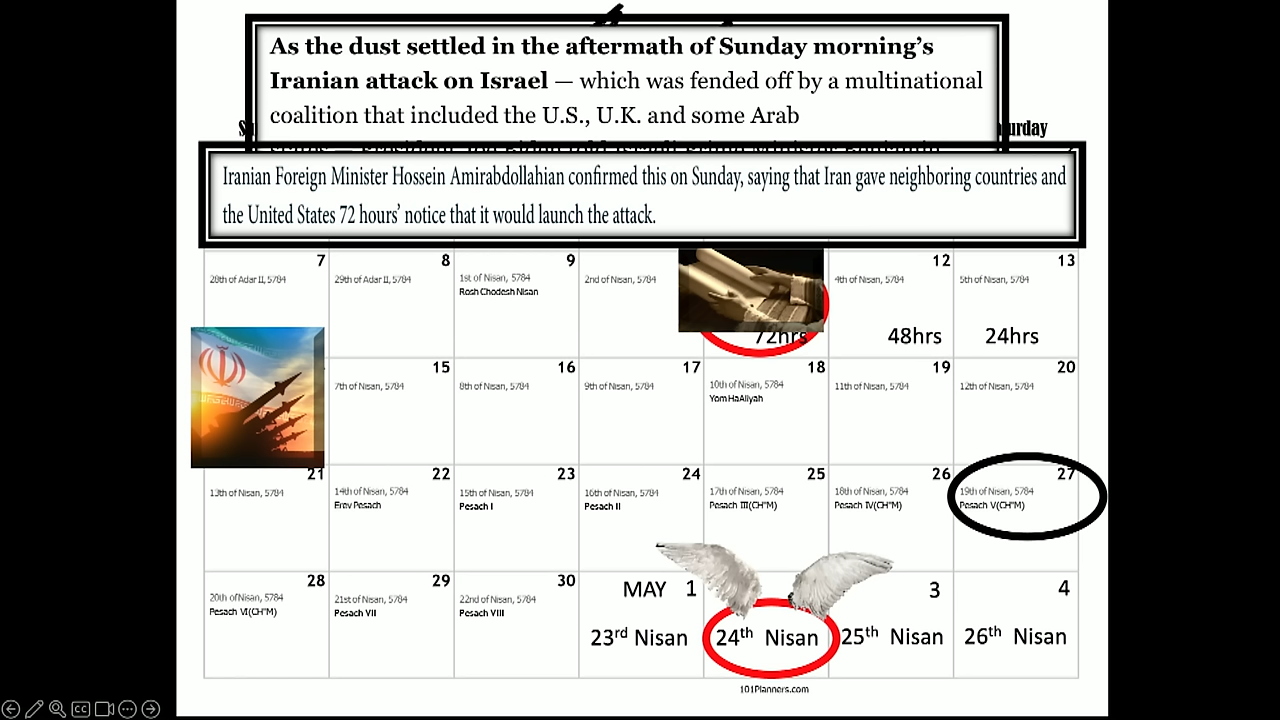 As the dust settled in the aftermath of Sunday morning's
Iranian attack on Israel — which was fended off by a multinational
coalition that included the U.S., U.K. and some Arab
Iranian Foreign Minister Hossein Amirabdollahian confirmed this on Sunday, saying that Iran gave neighboring countries and
the United States 72 hours' notice that it would launch the attack.
7 8 9 12 13
28th of Adar II, 5784 29th of Adar II, 5784 1st of Nisan, 5784 2nd of Nisan, 5784 4th of Nisan, 5784 5th of Nisan, 5784
Rosh Chodesh Nisan
72hrs 48hrs 24hrs
15 16 17 18 19 20
7th of Nisan, 5784 8th of Nisan, 5784 9th of Nisan, 5784 10th of Nisan, 5784 11th of Nisan, 5784 12th of Nisan, 5784
Yom HaAliyah
21 22 23 24 25 26 27
13th of Nisan, 5784 14th of Nisan, 5784 15th of Nisan, 5784 16th of Nisan, 5784 17th of Nisan, 5784 18th of Nisan, 5784 19th of Nisan, 5784
Erev Pesach Pesach I Pesach II Pesach III(CH"M) Pesach IV(CH"M) Pesach V(CH"M)
28 29 30 MAY 1 3 4
20th of Nisan, 5784 21st of Nisan, 5784 22nd of Nisan, 5784
Pesach VI(CH"M) Pesach VII Pesach VIII
23rd Nisan 24th Nisan 25th Nisan 26th Nisan
101Planners.com